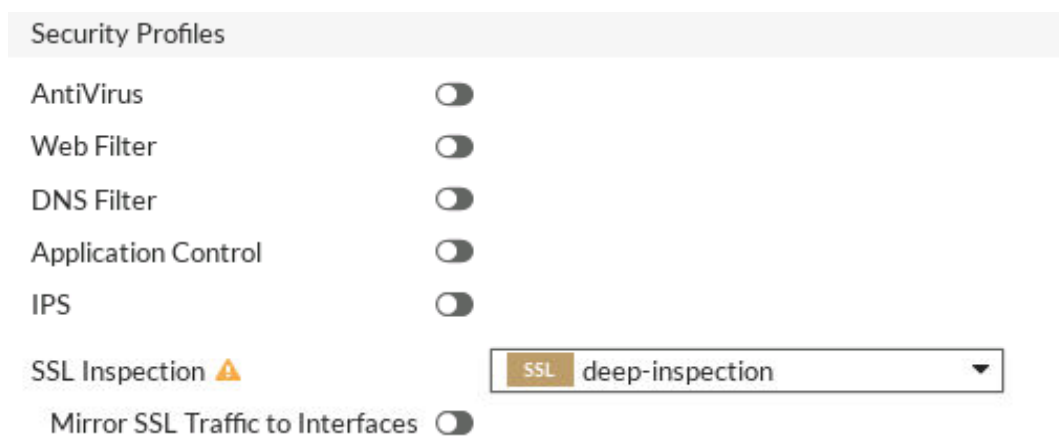 Security Profiles
AntiVirus
Web Filter
DNS Filter
Application Control
IPS
SSL Inspection SSL deep-inspection
Mirror SSL Traffic to Interfaces